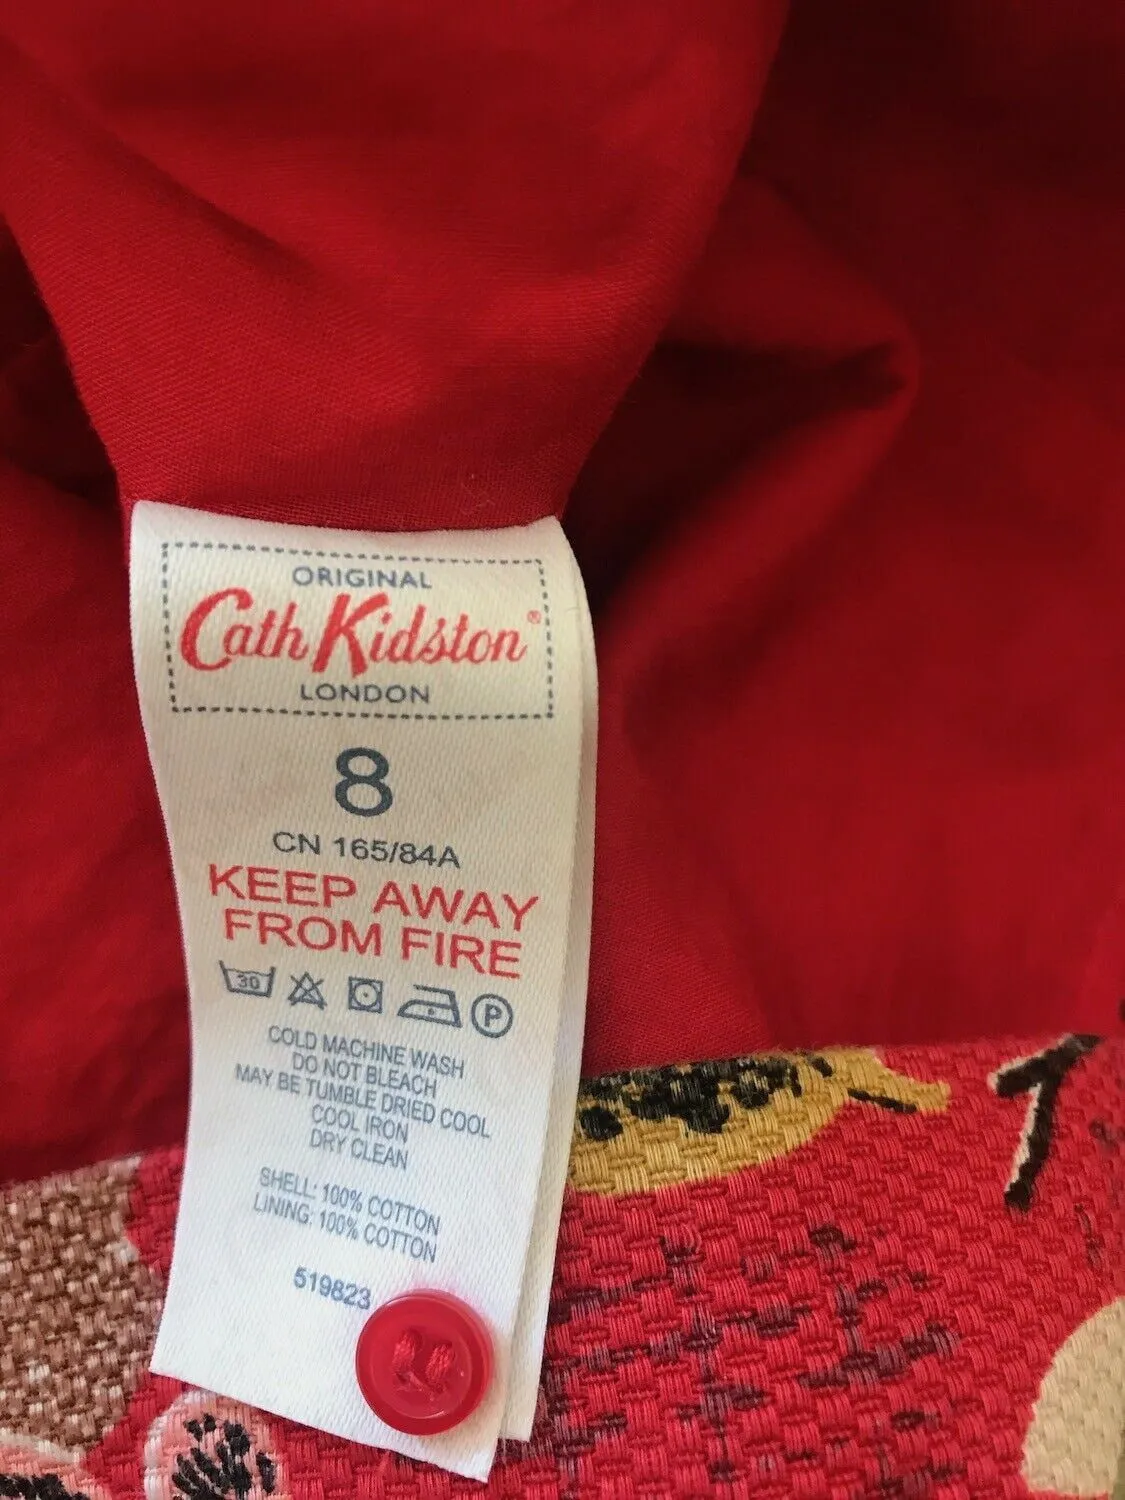 ORIGINAL
Cath Kidston®
LONDON
8
CN 165/84A
KEEP AWAY
FROM FIRE
30 P
COLD MACHINE WASH
DO NOT BLEACH
MAY BE TUMBLE DRIED COOL
COOL IRON
DRY CLEAN
SHELL: 100% COTTON
LINING: 100% COTTON
519823